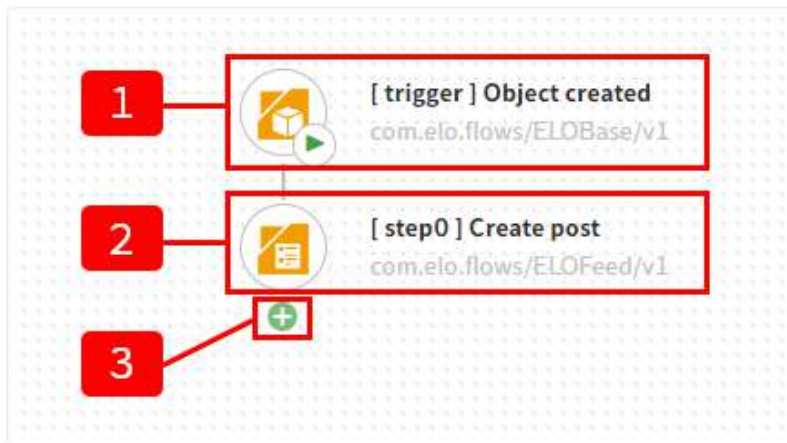 1
[ trigger ] Object created
com.elo.flows/ELOBase/v1
2
[ step0 ] Create post
com.elo.flows/ELOFeed/v1
3